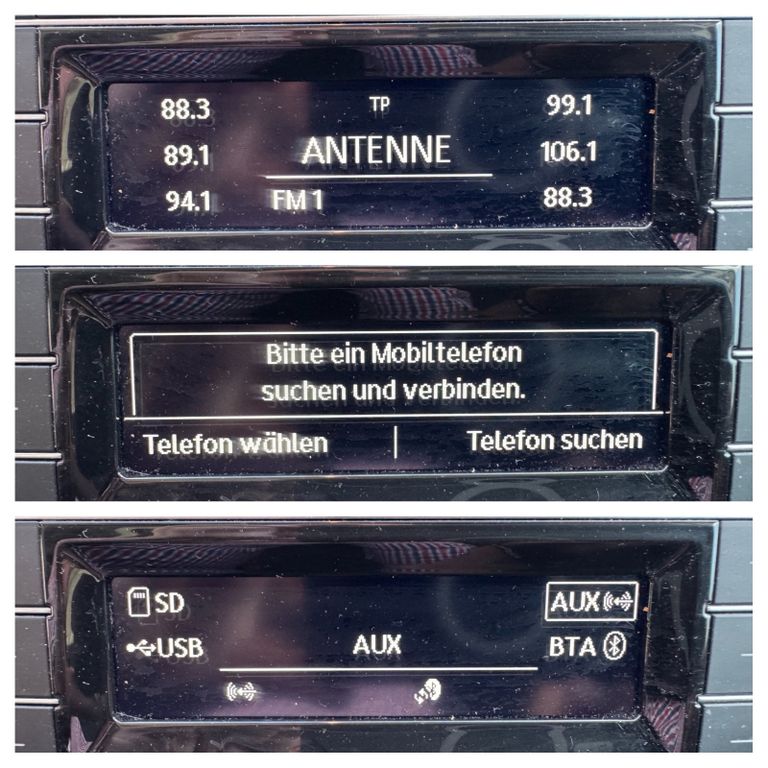 88.3 TP 99.1
89.1 ANTENNE 106.1
94.1 FM 1 88.3
Bitte ein Mobiltelefon
suchen und verbinden.
Telefon wählen | Telefon suchen
SD AUX
USB AUX BTA